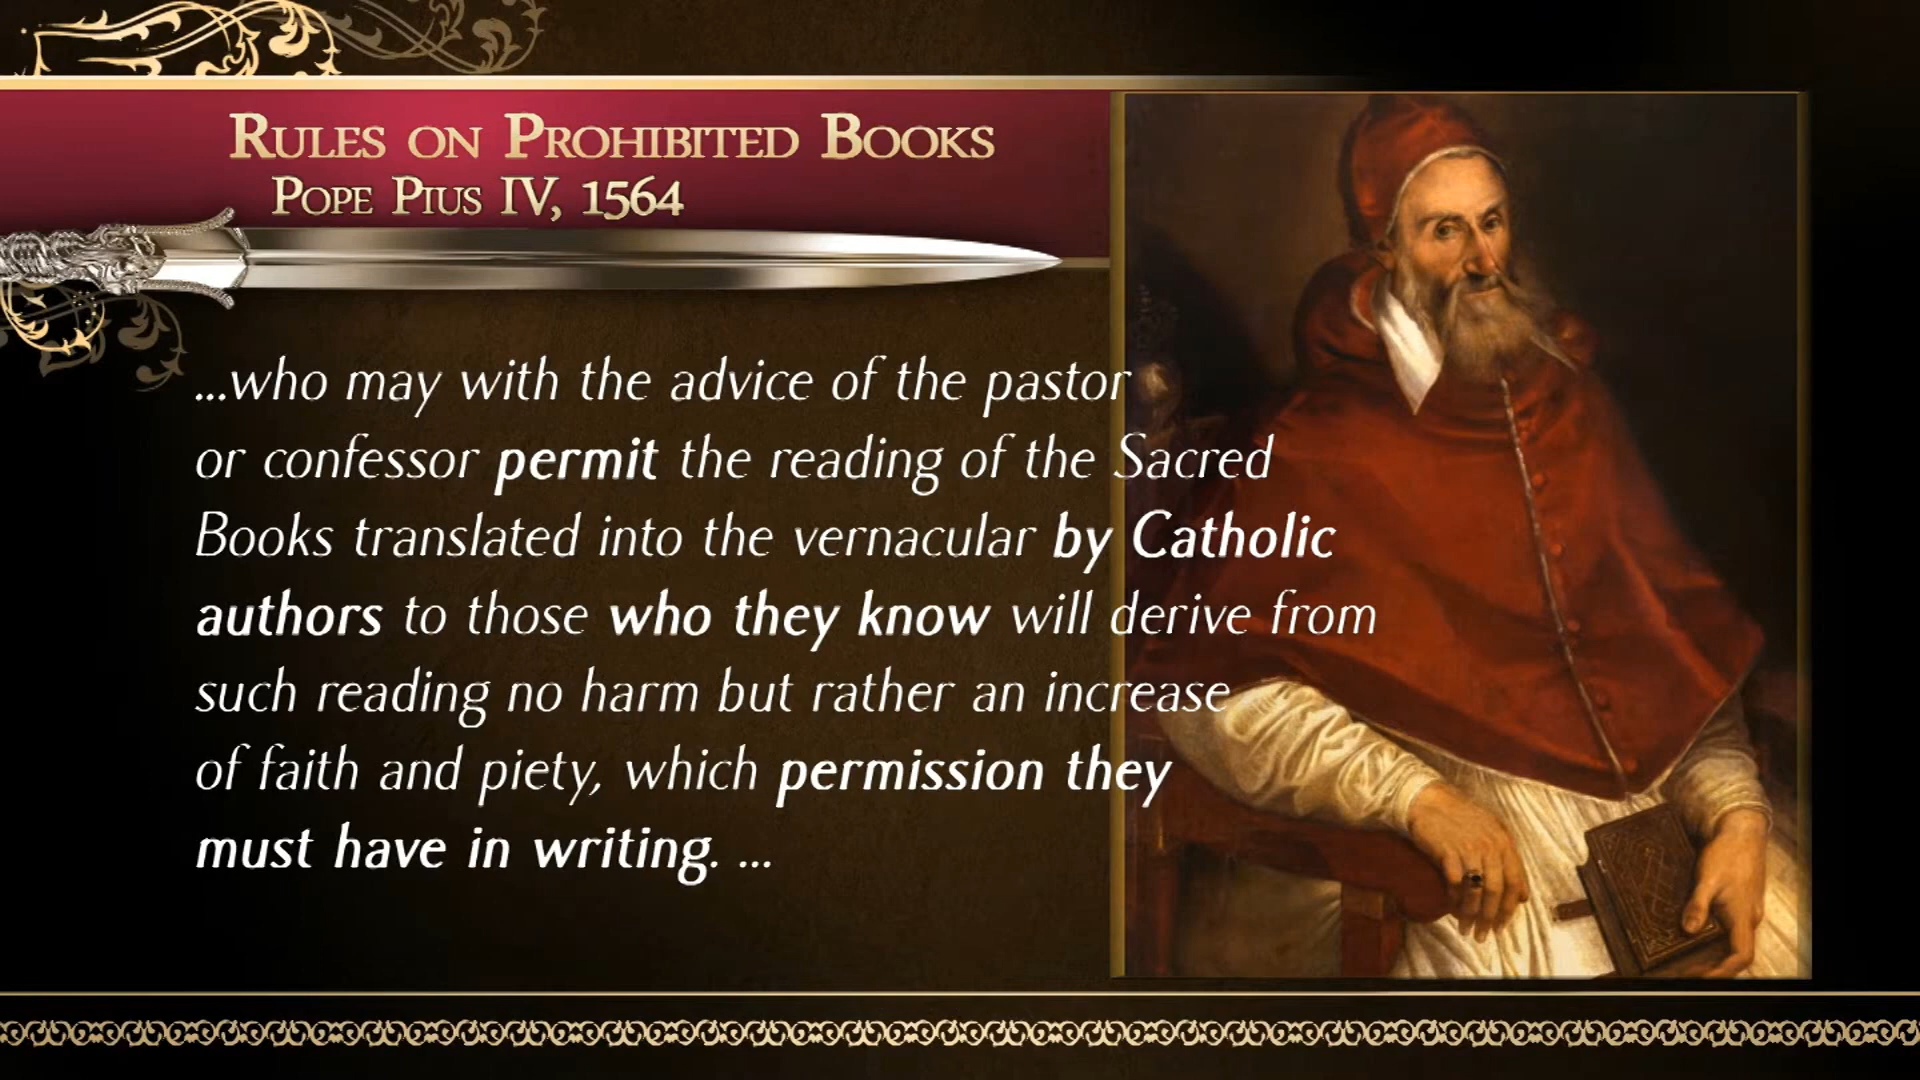 Rules on Prohibited Books
Pope Pius IV, 1564
...who may with the advice of the pastor
or confessor permit the reading of the Sacred
Books translated into the vernacular by Catholic
authors to those who they know will derive from
such reading no harm but rather an increase
of faith and piety, which permission they
must have in writing. ...